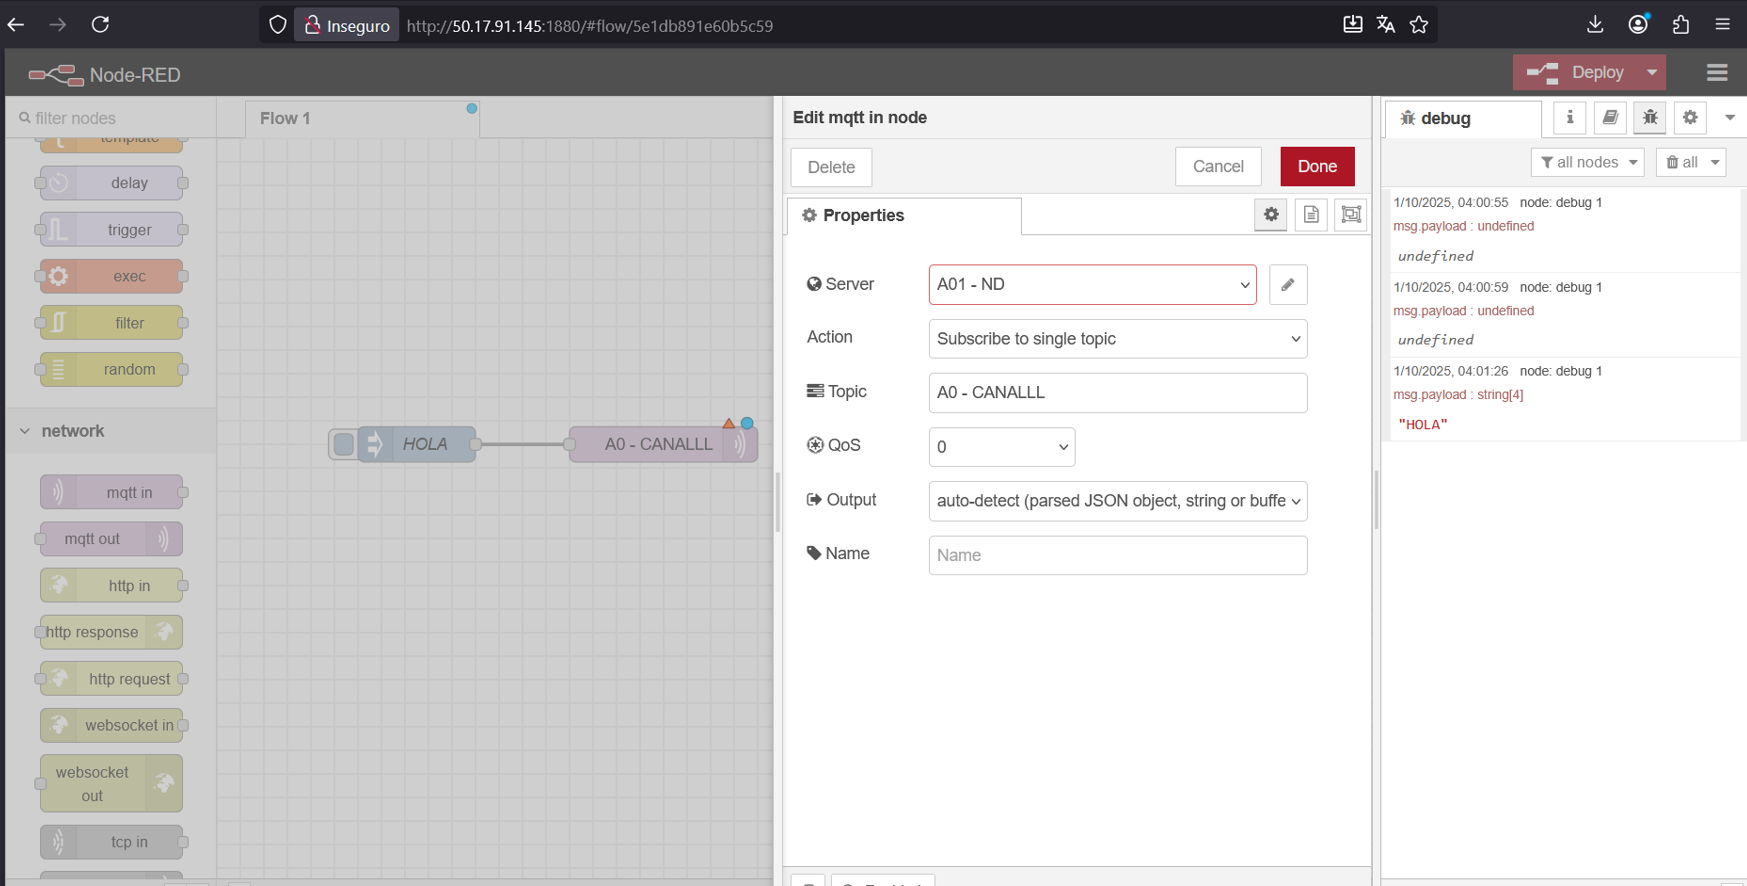 Inseguro
http://50.17.91.145:1880/#flow/5e1db891e60b5c59
Node-RED
Deploy
filter nodes
template
delay
trigger
exec
filter
random
network
mqtt in
mqtt out
http in
http response
http request
websocket in
websocket
out
tcp in
Flow 1
HOLA
A0 - CANALLL
Edit mqtt in node
Delete
Cancel
Done
Properties
Server
A01 - ND
Action
Subscribe to single topic
Topic
A0 - CANALLL
QoS
0
Output
auto-detect (parsed JSON object, string or buffe
Name
Name
debug
all nodes
all
1/10/2025, 04:00:55 node: debug 1
msg.payload : undefined
undefined
1/10/2025, 04:00:59 node: debug 1
msg.payload : undefined
undefined
1/10/2025, 04:01:26 node: debug 1
msg.payload : string[4]
"HOLA"